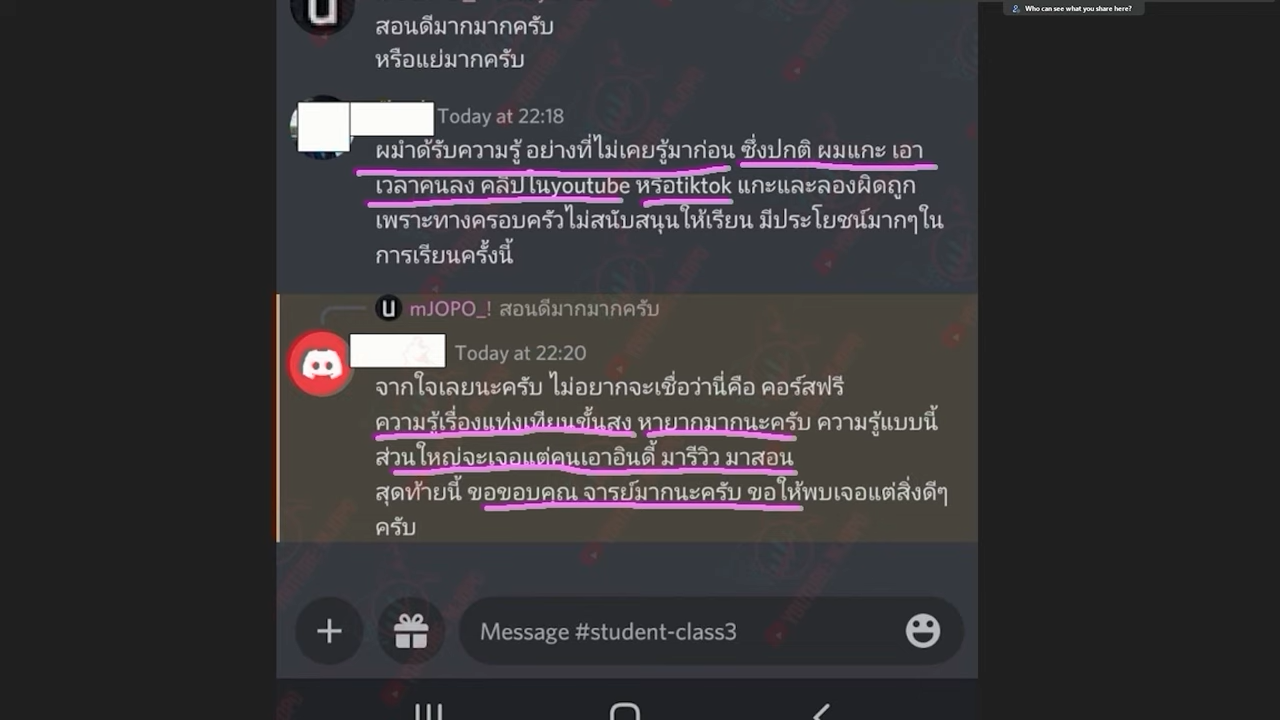 Who can see what you share here?
สอนดีมากมากครับ
หรือแย่มากครับ
Today at 22:18
ผมำด้รับความรู้ อย่างที่ไม่เคยรู้มาก่อน ซึ่งปกติ ผมแกะ เอา
เวลาคนลง คลิปในyoutube หรือtiktok แกะและลองผิดถูก
เพราะทางครอบครัวไม่สนับสนุนให้เรียน มีประโยชน์มากๆใน
การเรียนครั้งนี้
U mJOPO_! สอนดีมากมากครับ
Today at 22:20
จากใจเลยนะครับ ไม่อยากจะเชื่อว่านี่คือ คอร์สฟรี
ความรู้เรื่องแท่งเทียนขั้นสูง หายากมากนะครับ ความรู้แบบนี้
ส่วนใหญ่จะเจอแต่คนเอาอินดี้ มารีวิว มาสอน
สุดท้ายนี้ ขอขอบคุณ จารย์มากนะครับ ขอให้พบเจอแต่สิ่งดีๆ
ครับ
Message #student-class3